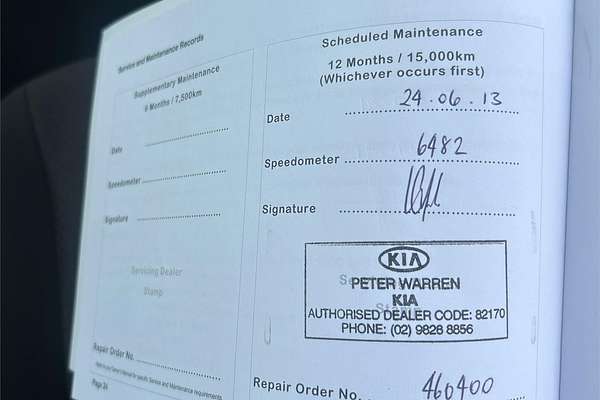 Service and Maintenance Records
Supplementary Maintenance
6 Months / 7,500km
Date
Speedometer
Signature
Servicing Dealer
Stamp
Repair Order No.
Page 24
Scheduled Maintenance
12 Months / 15,000km
(Whichever occurs first)
Date 24.06.13
Speedometer 6482
Signature
KIA
PETER WARREN
KIA
AUTHORISED DEALER CODE: 82170
PHONE: (02) 9828 8856
Repair Order No. 460400